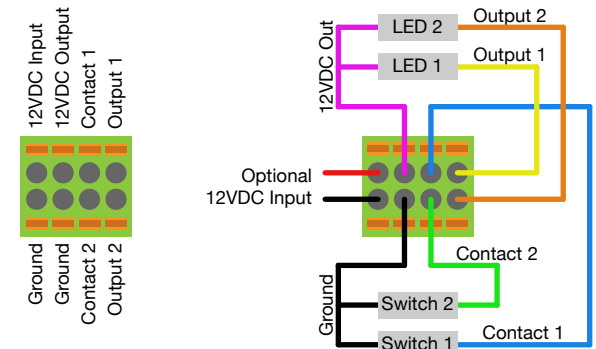 12VDC Input
12VDC Output
Contact 1
Output 1
Ground
Ground
Contact 2
Output 2
12VDC Out
LED 2
Output 2
LED 1
Output 1
Optional
12VDC Input
Contact 2
Ground
Switch 2
Switch 1
Contact 1